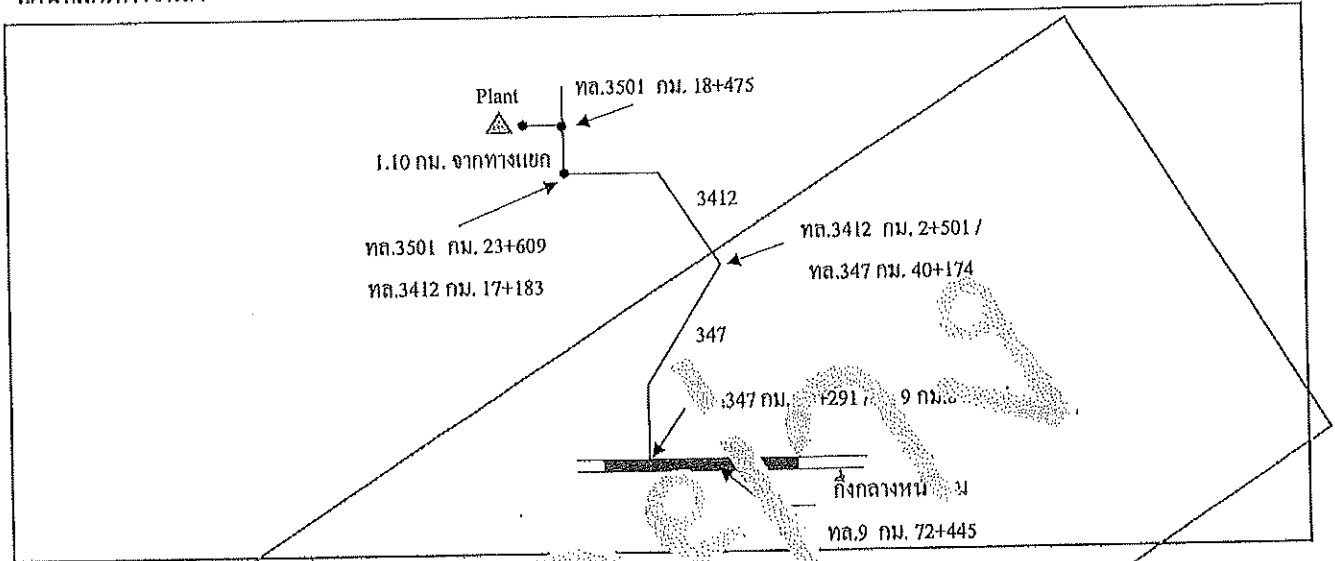 Plant
ทล.3501 กม. 18+475
1.10 กม. จากทางแยก
3412
ทล.3501 กม. 23+609
ทล.3412 กม. 17+183
ทล.3412 กม. 2+501 /
ทล.347 กม. 40+174
347
.347 กม. +291 9 กม.
กึ่งกลางหน
ทล.9 กม. 72+445